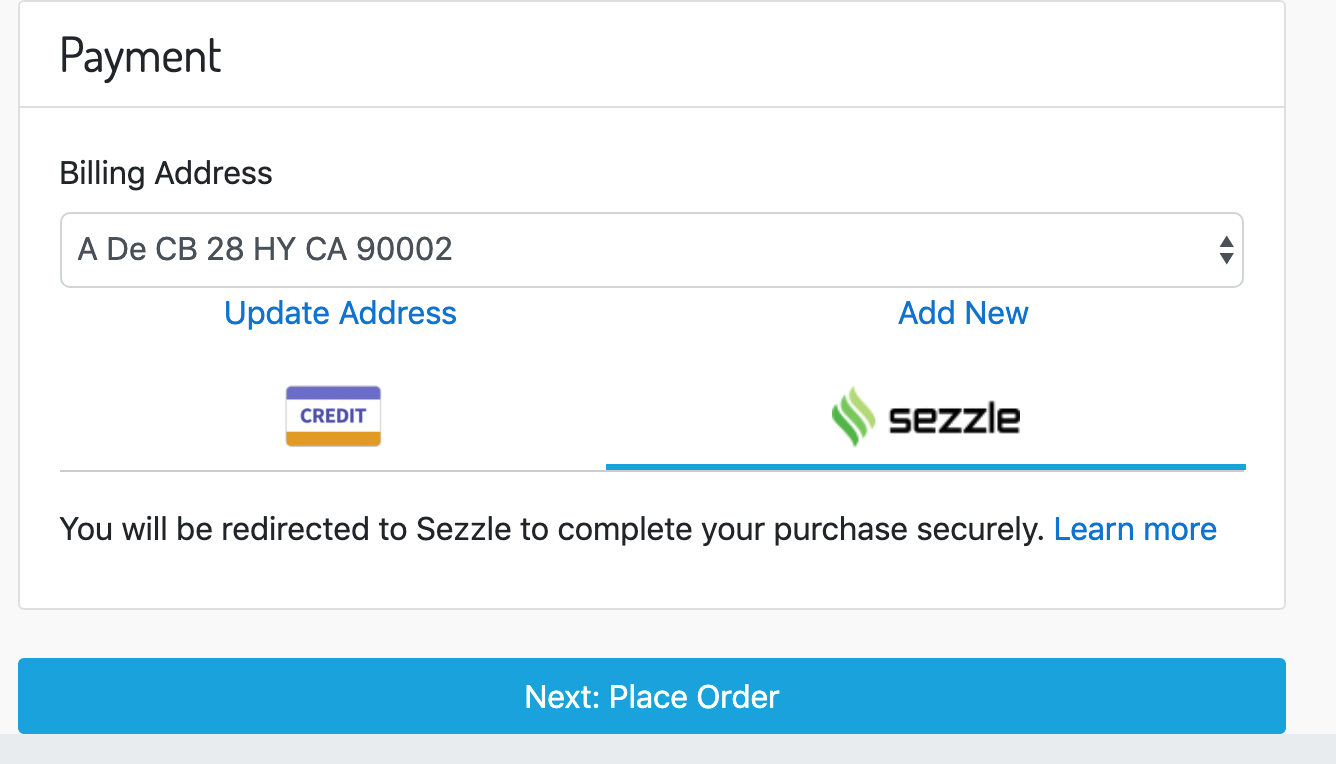 Payment
Billing Address
A De CB 28 HY CA 90002
Update Address Add New
CREDIT sezzle
You will be redirected to Sezzle to complete your purchase securely. Learn more
Next: Place Order